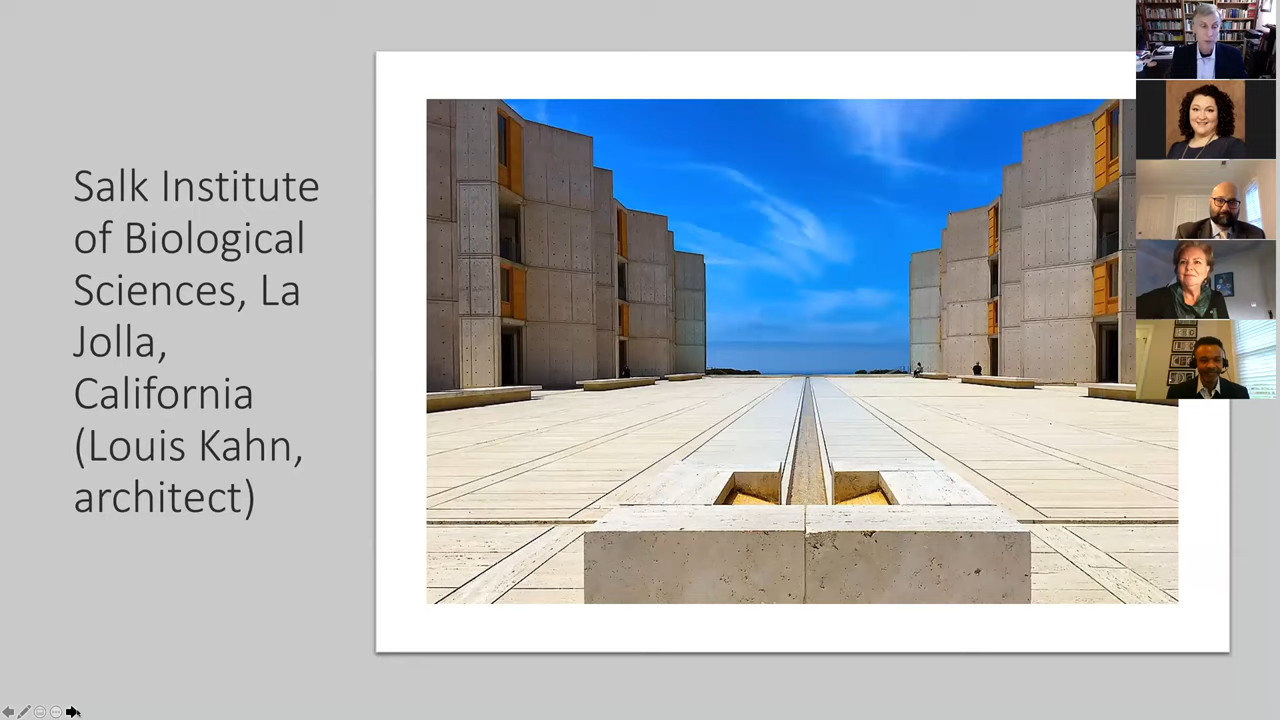 Salk Institute
of Biological
Sciences, La
Jolla,
California
(Louis Kahn,
architect)